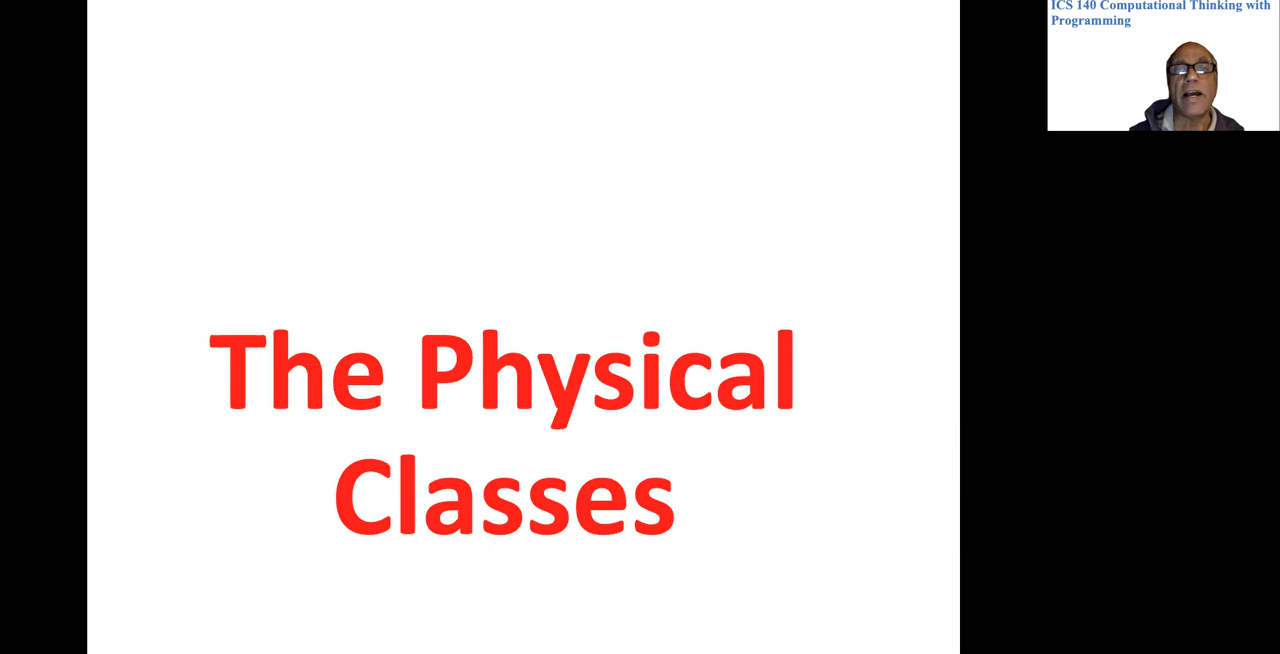 ICS 140 Computational Thinking with
Programming
The Physical
Classes